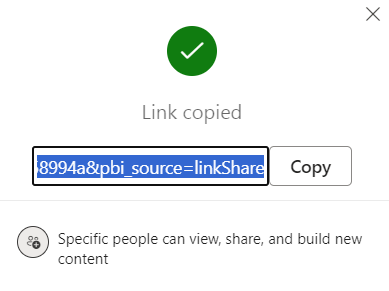 Link copied
8994a&pbi_source=linkShare
Copy
Specific people can view, share, and build new
content